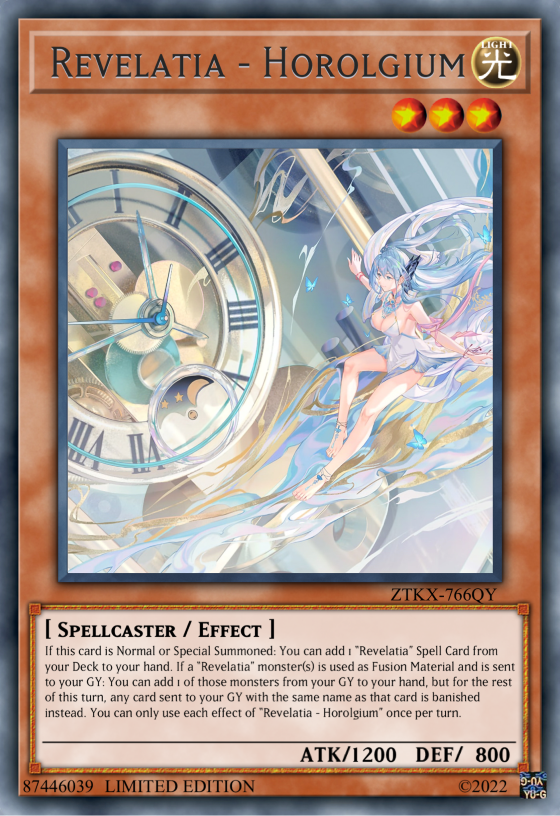 Revelatia - Horolgium
LIGHT
光
ZTKX-766QY
[ Spellcaster / Effect ]
If this card is Normal or Special Summoned: You can add 1 "Revelatia" Spell Card from
your Deck to your hand. If a "Revelatia" monster(s) is used as Fusion Material and is sent
to your GY: You can add 1 of those monsters from your GY to your hand, but for the rest
of this turn, any card sent to your GY with the same name as that card is banished
instead. You can only use each effect of "Revelatia - Horolgium" once per turn.
ATK/1200 DEF/ 800
87446039 LIMITED EDITION
©2022
YU-G